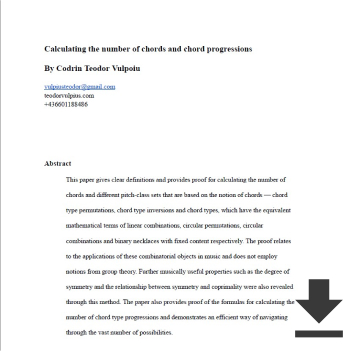 Calculating the number of chords and chord progressions
By Codrin Teodor Vulpoiu
vulpiusteodor@gmail.com
teodorvulpius.com
+436601188486
Abstract
This paper gives clear definitions and provides proof for calculating the number of
chords and different pitch-class sets that are based on the notion of chords — chord
type permutations, chord type inversions and chord types, which have the equivalent
mathematical terms of linear combinations, circular permutations, circular
combinations and binary necklaces with fixed content respectively. The proof relates
to the applications of these combinatorial objects in music and does not employ
notions from group theory. Further musically useful properties such as the degree of
symmetry and the relationship between symmetry and coprimality were also revealed
through this method. The paper also provides proof of the formulas for calculating the
number of chord type progressions and demonstrates an efficient way of navigating
through the vast number of possibilities.